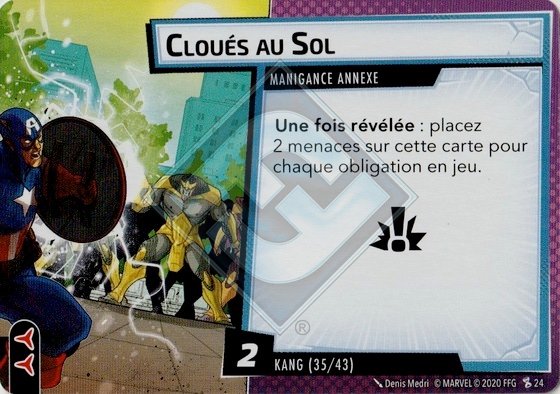 Cloués au Sol
MANIGANCE ANNEXE
Une fois révélée : placez
2 menaces sur cette carte pour
chaque obligation en jeu.
2
KANG (35/43)
Denis Medri © MARVEL © 2020 FFG 24